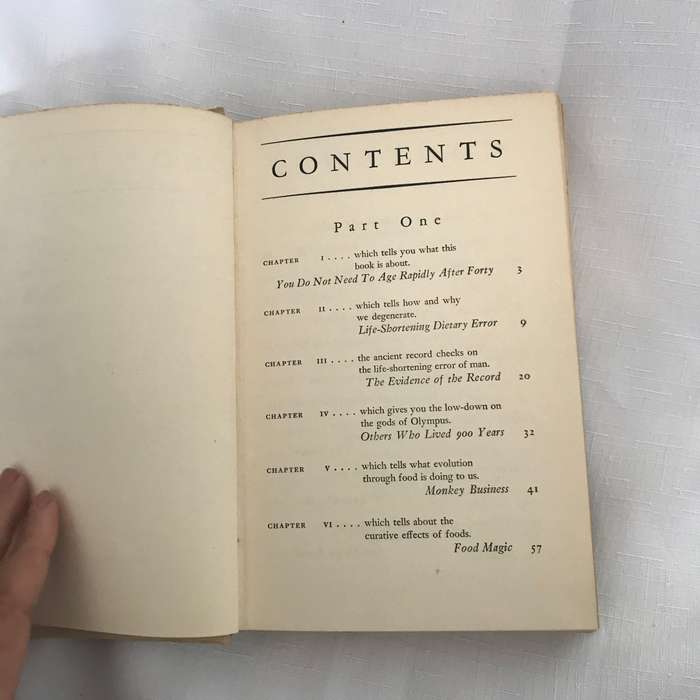 CONTENTS
Part One
CHAPTER I.... which tells you what this
book is about.
You Do Not Need To Age Rapidly After Forty 3
CHAPTER II.... which tells how and why
we degenerate.
Life-Shortening Dietary Error 9
CHAPTER III.... the ancient record checks on
the life-shortening error of man.
The Evidence of the Record 20
CHAPTER IV.... which gives you the low-down on
the gods of Olympus.
Others Who Lived 900 Years 32
CHAPTER V.... which tells what evolution
through food is doing to us.
Monkey Business 41
CHAPTER VI.... which tells about the
curative effects of foods.
Food Magic 57